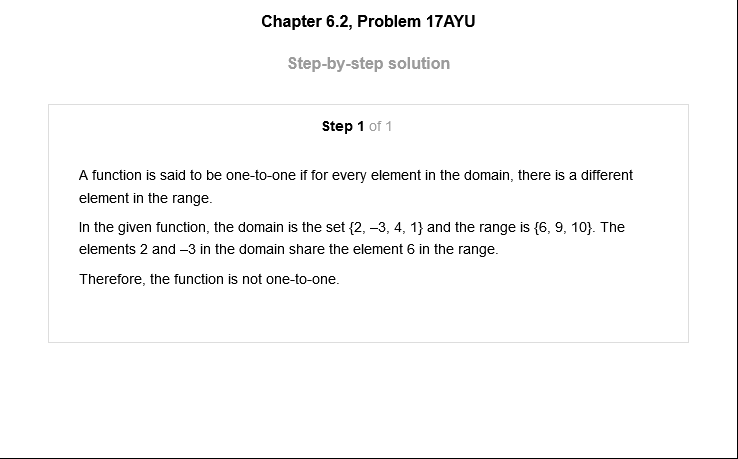 Chapter 6.2, Problem 17AYU
Step-by-step solution
Step 1 of 1
A function is said to be one-to-one if for every element in the domain, there is a different
element in the range.
In the given function, the domain is the set {2, –3, 4, 1} and the range is {6, 9, 10}. The
elements 2 and –3 in the domain share the element 6 in the range.
Therefore, the function is not one-to-one.